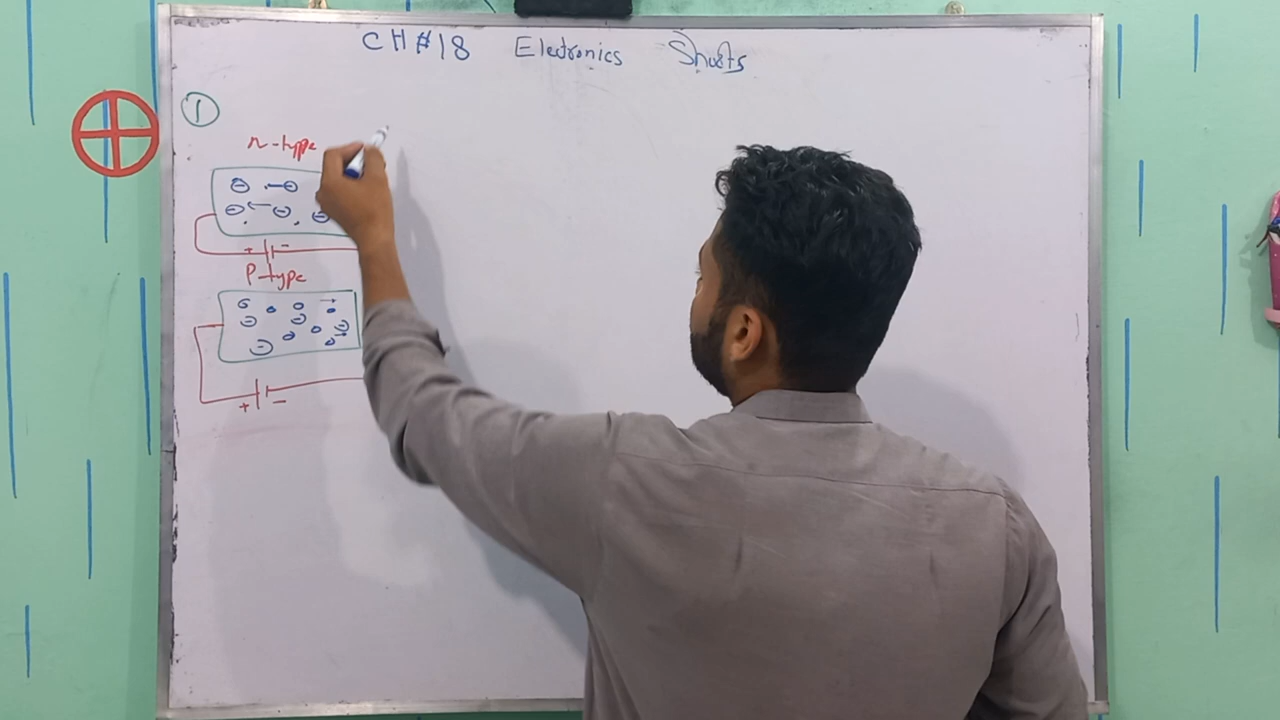 CH#18 Electronics Shorts
1
n-type
+ -
P-type
+ -